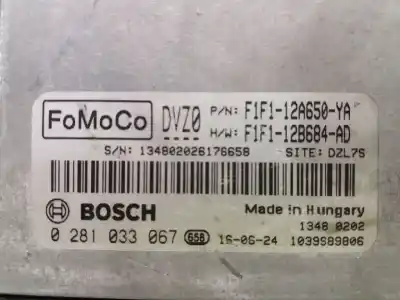 FoMoCo DVZ0 P/N: F1F1-12A650-YA
H/W: F1F1-12B684-AD
S/N: 134802026176658 SITE: DZL7S
BOSCH Made in Hungary
1348 0202
0 281 033 067 658 16-06-24 1039S89806